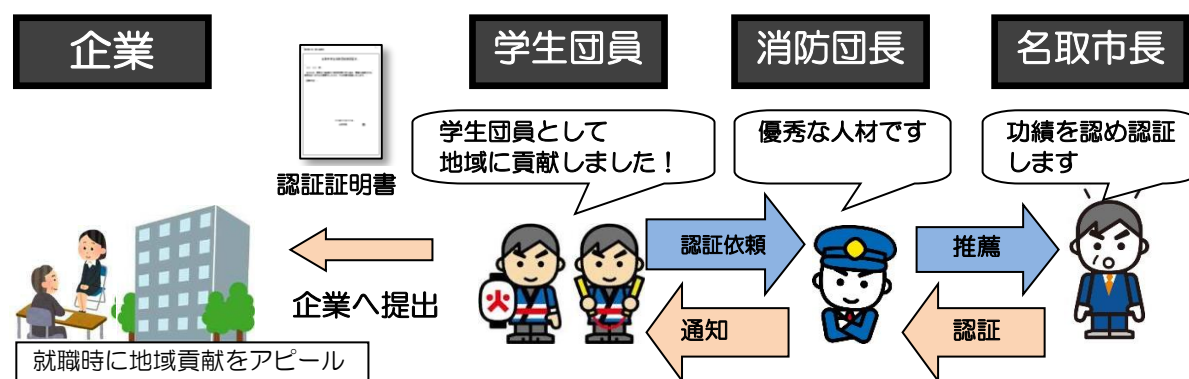 企業
学生団員
消防団長
名取市長
学生団員として
地域に貢献しました！
優秀な人材です
功績を認め認証
します
認証証明書
認証依頼
推薦
火
企業へ提出
通知
認証
就職時に地域貢献をアピール